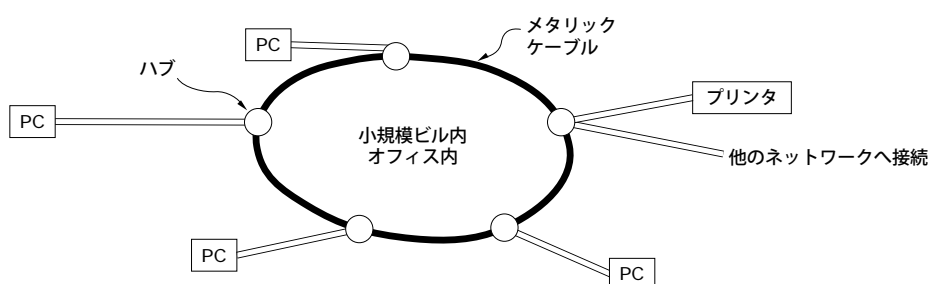 メタリック
ケーブル
PC
ハブ
プリンタ
PC
小規模ビル内
オフィス内
他のネットワークへ接続
PC
PC